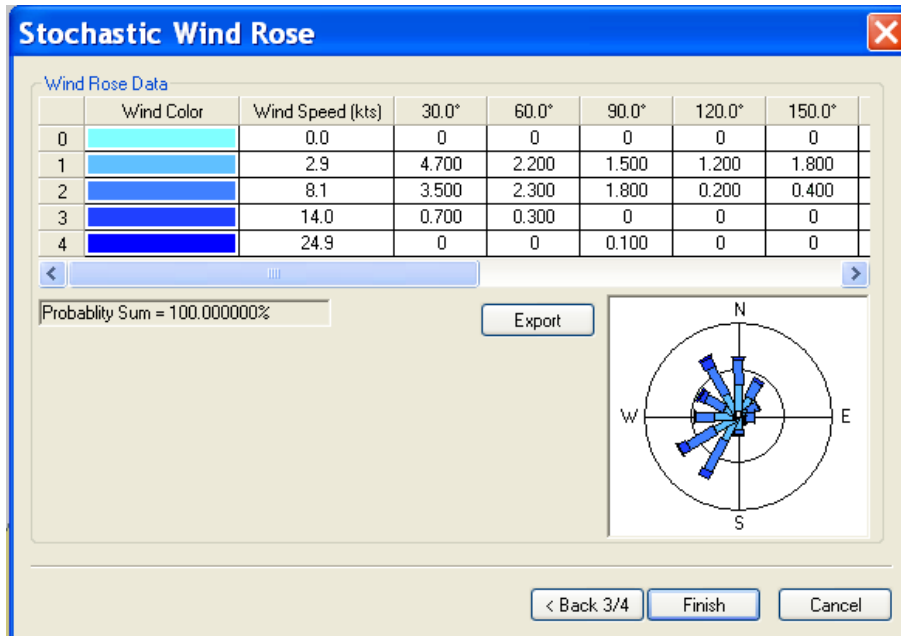 Stochastic Wind Rose
Wind Rose Data
Wind Color Wind Speed (kts) 30.0° 60.0° 90.0° 120.0° 150.0°
0 0.0 0 0 0 0 0
1 2.9 4.700 2.200 1.500 1.200 1.800
2 8.1 3.500 2.300 1.800 0.200 0.400
3 14.0 0.700 0.300 0 0 0
4 24.9 0 0 0.100 0 0
Probablity Sum = 100.000000%
Export
N
W E
S
< Back 3/4 Finish Cancel